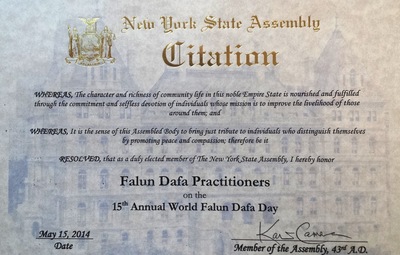 New York State Assembly
Citation
WHEREAS, The character and richness of community life in this noble Empire State is nourished and fulfilled
through the commitment and selfless devotion of individuals whose mission is to improve the livelihood of those
around them; and
WHEREAS, It is the sense of this Assembled Body to bring just tribute to individuals who distinguish themselves
by promoting peace and compassion; therefore be it
RESOLVED, that as a duly elected member of The New York State Assembly, I hereby honor
Falun Dafa Practitioners
on the
15th Annual World Falun Dafa Day
May 15, 2014
Date
Member of the Assembly, 43rd A.D.